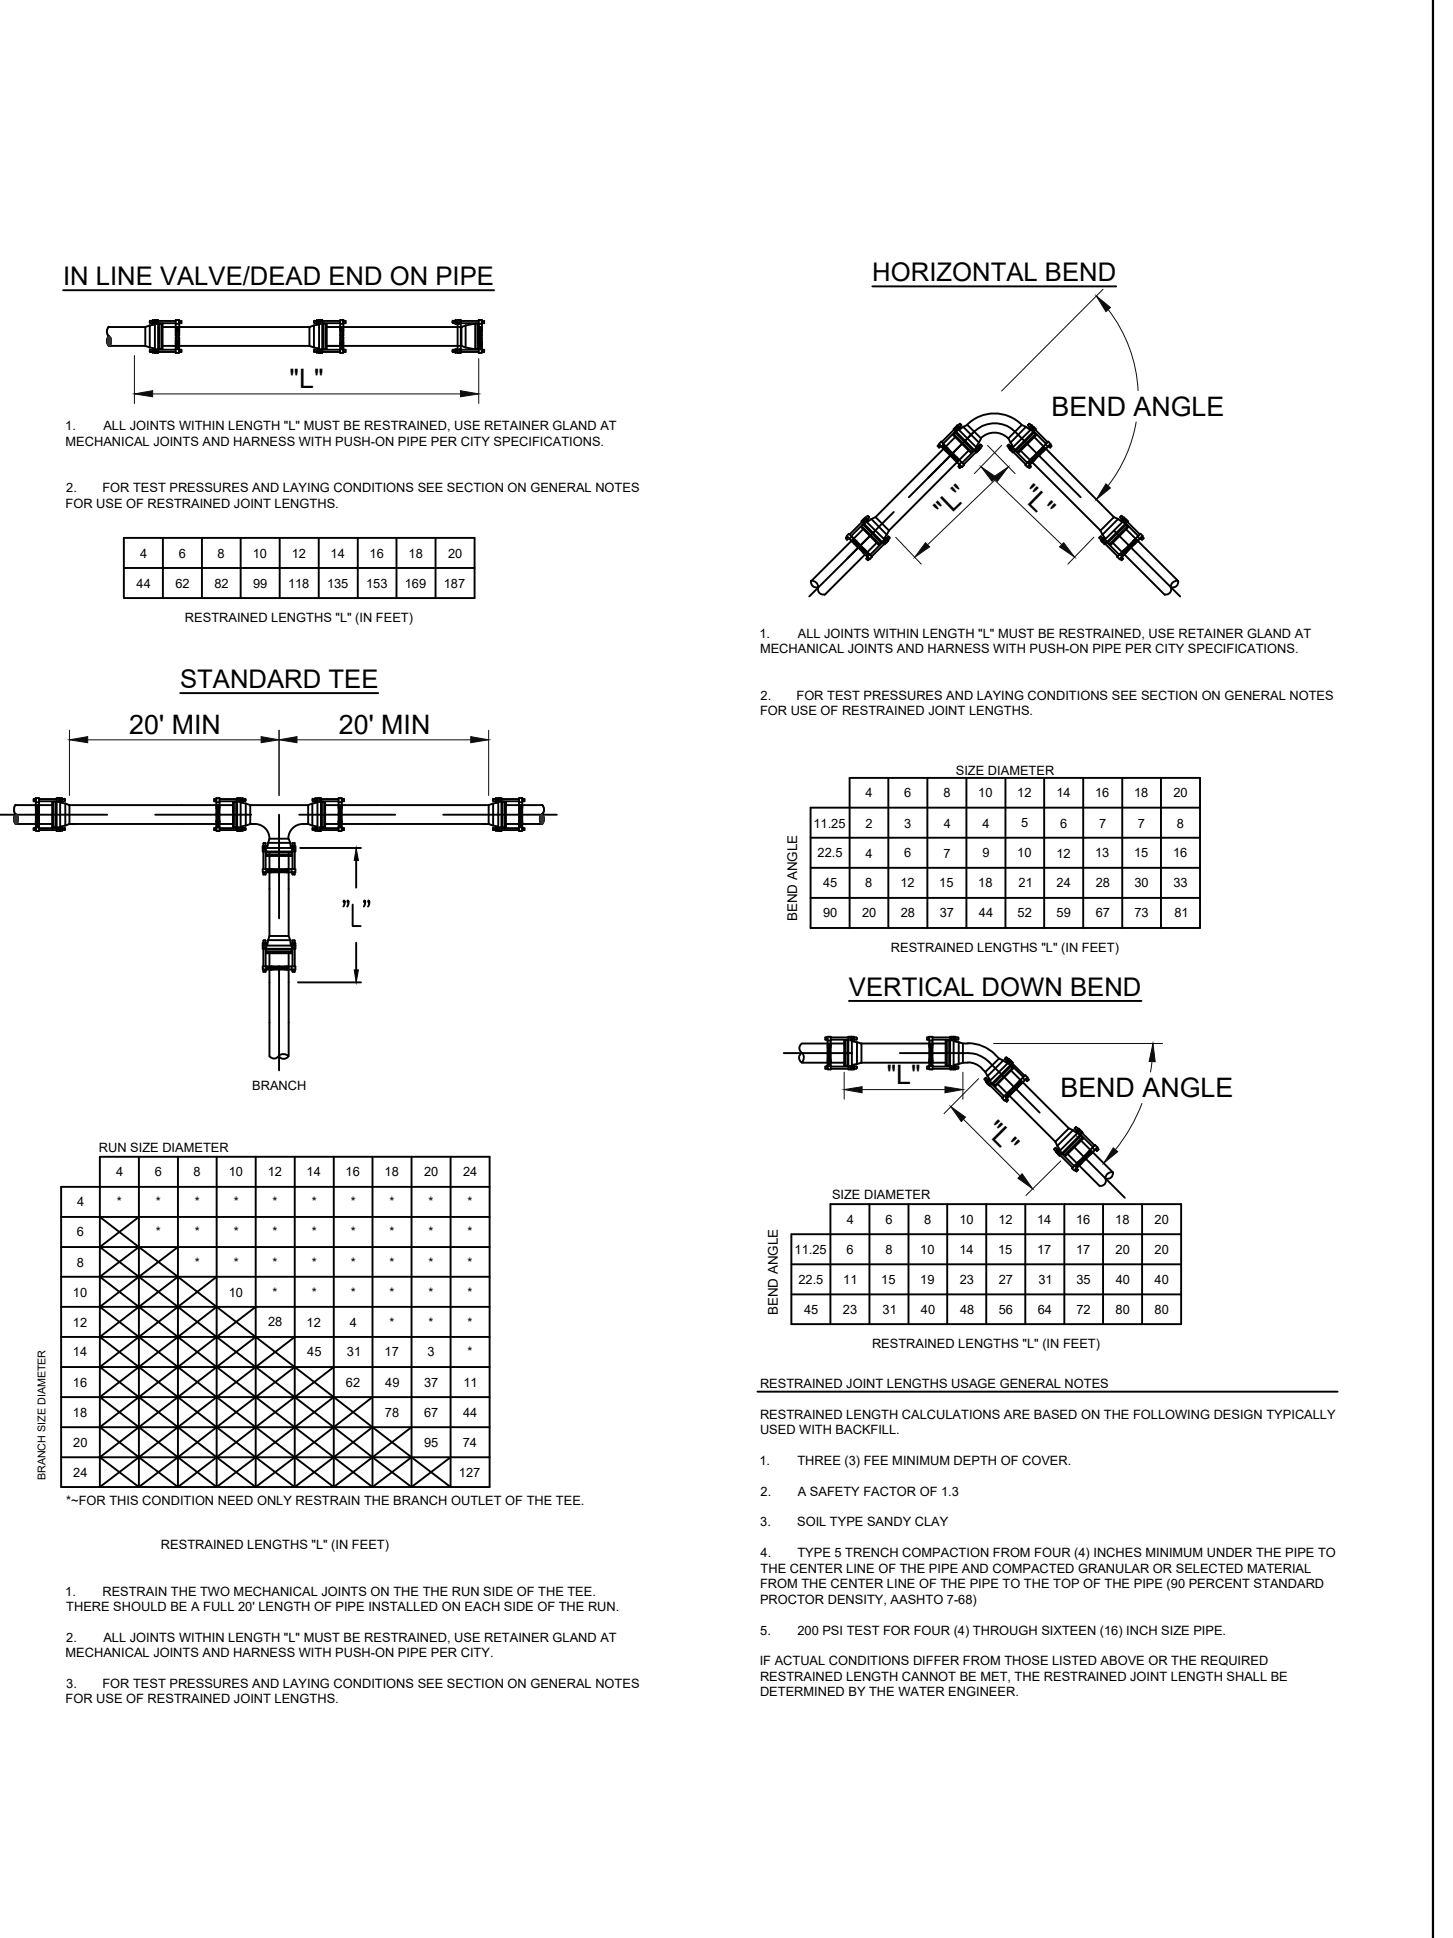 IN LINE VALVE/DEAD END ON PIPE
"L"
1. ALL JOINTS WITHIN LENGTH "L" MUST BE RESTRAINED, USE RETAINER GLAND AT
MECHANICAL JOINTS AND HARNESS WITH PUSH-ON PIPE PER CITY SPECIFICATIONS.
2. FOR TEST PRESSURES AND LAYING CONDITIONS SEE SECTION ON GENERAL NOTES
FOR USE OF RESTRAINED JOINT LENGTHS.
4 6 8 10 12 14 16 18 20
44 62 82 99 118 135 153 169 187
RESTRAINED LENGTHS "L" (IN FEET)
STANDARD TEE
20' MIN 20' MIN
"L"
BRANCH
RUN SIZE DIAMETER
4 6 8 10 12 14 16 18 20 24
BRANCH SIZE DIAMETER
4 * * * * * * * * * *
6 * * * * * * * * *
8 * * * * * * * *
10 10 * * * * * *
12 28 12 4 * * *
14 45 31 17 3 *
16 62 49 37 11
18 78 67 44
20 95 74
24 127
*~FOR THIS CONDITION NEED ONLY RESTRAIN THE BRANCH OUTLET OF THE TEE.
RESTRAINED LENGTHS "L" (IN FEET)
1. RESTRAIN THE TWO MECHANICAL JOINTS ON THE THE RUN SIDE OF THE TEE.
THERE SHOULD BE A FULL 20' LENGTH OF PIPE INSTALLED ON EACH SIDE OF THE RUN.
2. ALL JOINTS WITHIN LENGTH "L" MUST BE RESTRAINED, USE RETAINER GLAND AT
MECHANICAL JOINTS AND HARNESS WITH PUSH-ON PIPE PER CITY.
3. FOR TEST PRESSURES AND LAYING CONDITIONS SEE SECTION ON GENERAL NOTES
FOR USE OF RESTRAINED JOINT LENGTHS.
HORIZONTAL BEND
BEND ANGLE
"L" "L"
1. ALL JOINTS WITHIN LENGTH "L" MUST BE RESTRAINED, USE RETAINER GLAND AT
MECHANICAL JOINTS AND HARNESS WITH PUSH-ON PIPE PER CITY SPECIFICATIONS.
2. FOR TEST PRESSURES AND LAYING CONDITIONS SEE SECTION ON GENERAL NOTES
FOR USE OF RESTRAINED JOINT LENGTHS.
SIZE DIAMETER
4 6 8 10 12 14 16 18 20
BEND ANGLE
11.25 2 3 4 4 5 6 7 7 8
22.5 4 6 7 9 10 12 13 15 16
45 8 12 15 18 21 24 28 30 33
90 20 28 37 44 52 59 67 73 81
RESTRAINED LENGTHS "L" (IN FEET)
VERTICAL DOWN BEND
"L"
BEND ANGLE
"L"
SIZE DIAMETER
4 6 8 10 12 14 16 18 20
BEND ANGLE
11.25 6 8 10 14 15 17 17 20 20
22.5 11 15 19 23 27 31 35 40 40
45 23 31 40 48 56 64 72 80 80
RESTRAINED LENGTHS "L" (IN FEET)
RESTRAINED JOINT LENGTHS USAGE GENERAL NOTES
RESTRAINED LENGTH CALCULATIONS ARE BASED ON THE FOLLOWING DESIGN TYPICALLY
USED WITH BACKFILL.
1. THREE (3) FEE MINIMUM DEPTH OF COVER.
2. A SAFETY FACTOR OF 1.3
3. SOIL TYPE SANDY CLAY
4. TYPE 5 TRENCH COMPACTION FROM FOUR (4) INCHES MINIMUM UNDER THE PIPE TO
THE CENTER LINE OF THE PIPE AND COMPACTED GRANULAR OR SELECTED MATERIAL
FROM THE CENTER LINE OF THE PIPE TO THE TOP OF THE PIPE (90 PERCENT STANDARD
PROCTOR DENSITY, AASHTO 7-68)
5. 200 PSI TEST FOR FOUR (4) THROUGH SIXTEEN (16) INCH SIZE PIPE.
IF ACTUAL CONDITIONS DIFFER FROM THOSE LISTED ABOVE OR THE REQUIRED
RESTRAINED LENGTH CANNOT BE MET, THE RESTRAINED JOINT LENGTH SHALL BE
DETERMINED BY THE WATER ENGINEER.